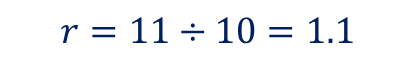 r = 11 ÷ 10 = 1.1